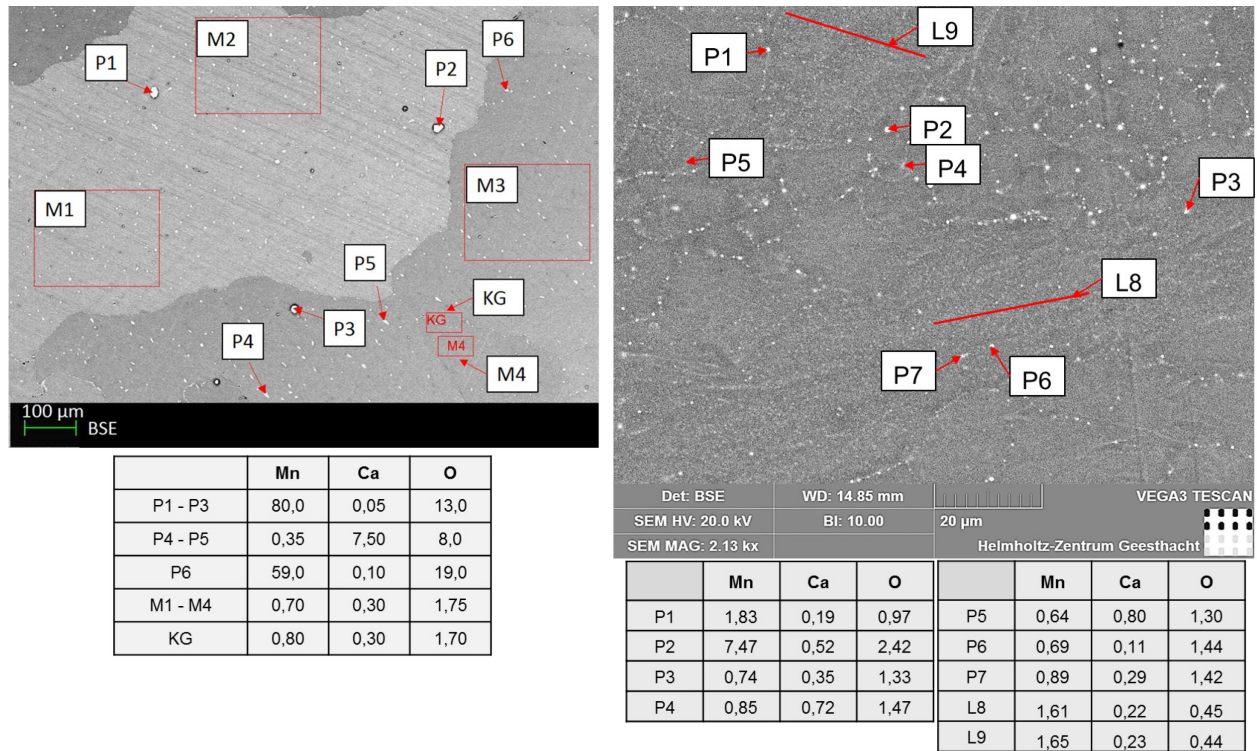 M2
P6
P1
P2
M3
M1
P5
KG
KG
P3
M4
P4
M4
100 µm
BSE
Mn Ca O
P1 - P3 80,0 0,05 13,0
P4 - P5 0,35 7,50 8,0
P6 59,0 0,10 19,0
M1 - M4 0,70 0,30 1,75
KG 0,80 0,30 1,70
L9
P1
P2
P5
P4
P3
L8
P7
P6
Det: BSE WD: 14.85 mm VEGA3 TESCAN
SEM HV: 20.0 kV BI: 10.00 20 µm
SEM MAG: 2.13 kx Helmholtz-Zentrum Geesthacht
Mn Ca O
P1 1,83 0,19 0,97
P2 7,47 0,52 2,42
P3 0,74 0,35 1,33
P4 0,85 0,72 1,47
Mn Ca O
P5 0,64 0,80 1,30
P6 0,69 0,11 1,44
P7 0,89 0,29 1,42
L8 1,61 0,22 0,45
L9 1,65 0,23 0,44